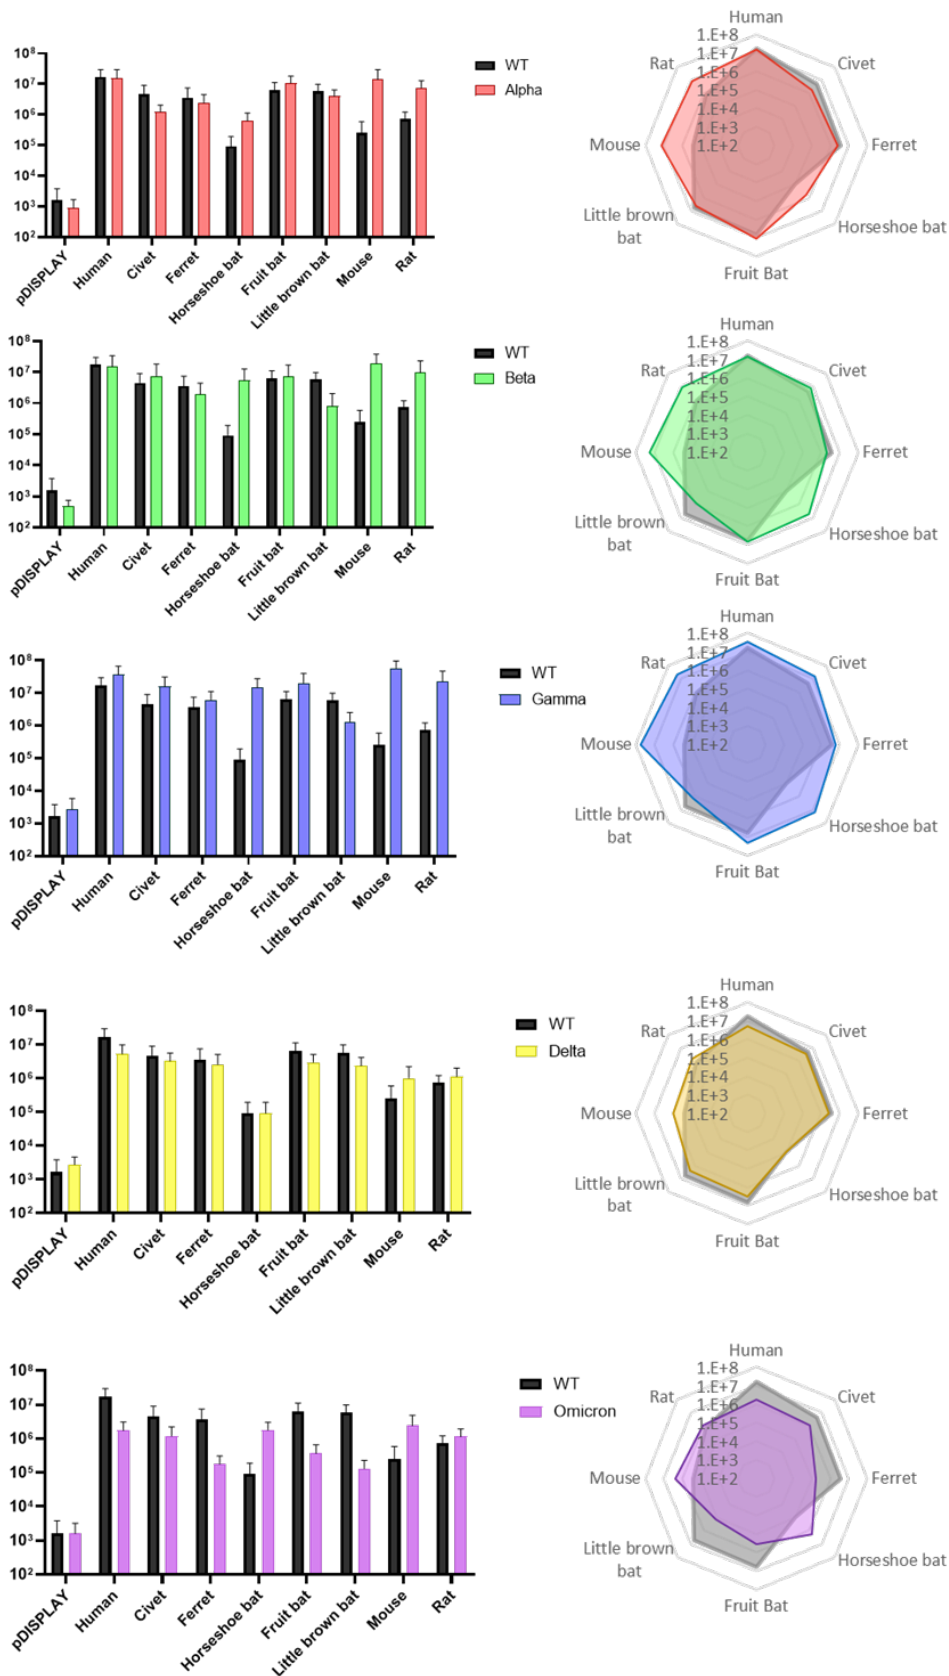 10⁸
10⁷
10⁶
10⁵
10⁴
10³
10²
pDISPLAY
Human
Civet
Ferret
Horseshoe bat
Fruit bat
Little brown bat
Mouse
Rat
WT
Alpha
Human
Civet
Ferret
Horseshoe bat
Fruit Bat
Little brown
bat
Mouse
Rat
1.E+8
1.E+7
1.E+6
1.E+5
1.E+4
1.E+3
1.E+2
10⁸
10⁷
10⁶
10⁵
10⁴
10³
10²
pDISPLAY
Human
Civet
Ferret
Horseshoe bat
Fruit bat
Little brown bat
Mouse
Rat
WT
Beta
Human
Civet
Ferret
Horseshoe bat
Fruit Bat
Little brown
bat
Mouse
Rat
1.E+8
1.E+7
1.E+6
1.E+5
1.E+4
1.E+3
1.E+2
10⁸
10⁷
10⁶
10⁵
10⁴
10³
10²
pDISPLAY
Human
Civet
Ferret
Horseshoe bat
Fruit bat
Little brown bat
Mouse
Rat
WT
Gamma
Human
Civet
Ferret
Horseshoe bat
Fruit Bat
Little brown
bat
Mouse
Rat
1.E+8
1.E+7
1.E+6
1.E+5
1.E+4
1.E+3
1.E+2
10⁸
10⁷
10⁶
10⁵
10⁴
10³
10²
pDISPLAY
Human
Civet
Ferret
Horseshoe bat
Fruit bat
Little brown bat
Mouse
Rat
WT
Delta
Human
Civet
Ferret
Horseshoe bat
Fruit Bat
Little brown
bat
Mouse
Rat
1.E+8
1.E+7
1.E+6
1.E+5
1.E+4
1.E+3
1.E+2
10⁸
10⁷
10⁶
10⁵
10⁴
10³
10²
pDISPLAY
Human
Civet
Ferret
Horseshoe bat
Fruit bat
Little brown bat
Mouse
Rat
WT
Omicron
Human
Civet
Ferret
Horseshoe bat
Fruit Bat
Little brown
bat
Mouse
Rat
1.E+8
1.E+7
1.E+6
1.E+5
1.E+4
1.E+3
1.E+2